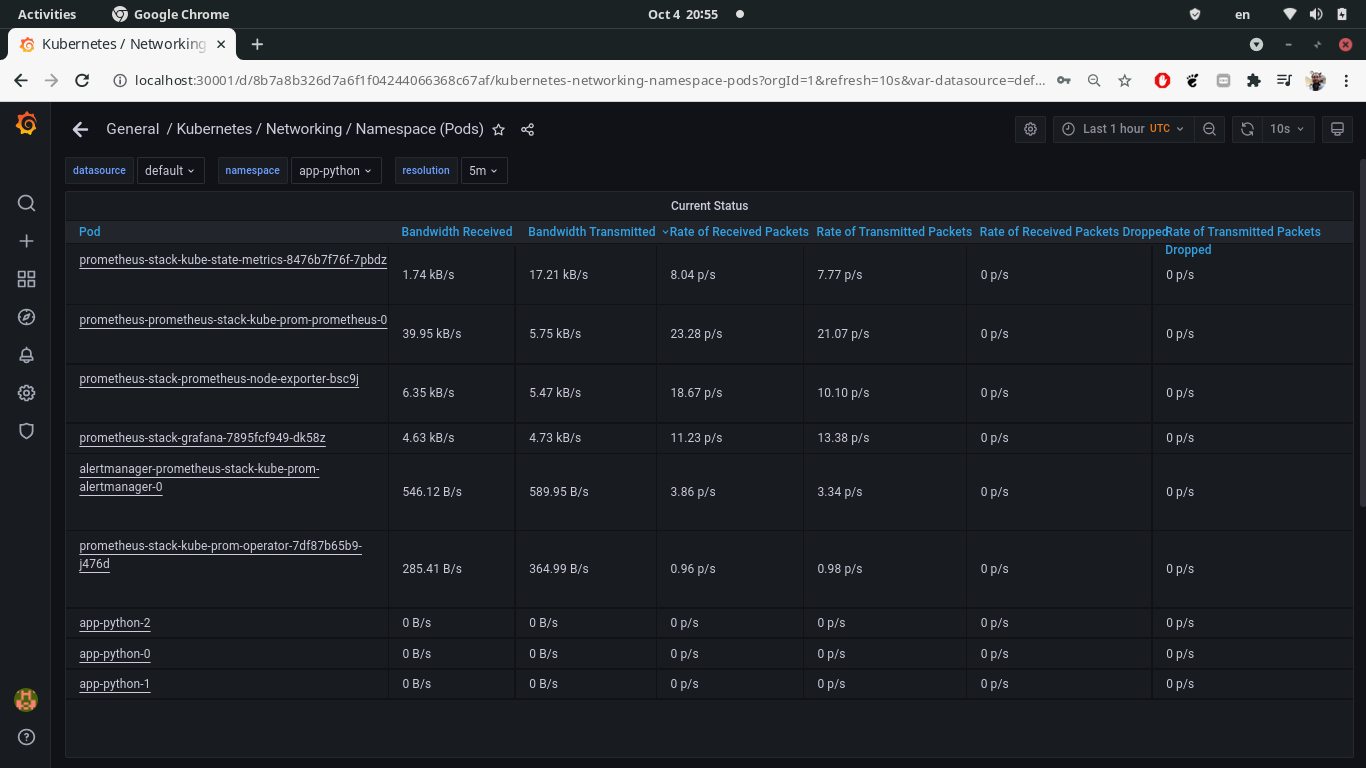 Activities Google Chrome Oct 4 20:55 en
Kubernetes / Networking
localhost:30001/d/8b7a8b326d7a6f1f04244066368c67af/kubernetes-networking-namespace-pods?orgId=1&refresh=10s&var-datasource=def...
General / Kubernetes / Networking / Namespace (Pods) Last 1 hour UTC 10s
datasource default namespace app-python resolution 5m
Current Status
Pod Bandwidth Received Bandwidth Transmitted Rate of Received Packets Rate of Transmitted Packets Rate of Received Packets Dropped Rate of Transmitted Packets
Dropped
prometheus-stack-kube-state-metrics-8476b7f76f-7pbdz
1.74 kB/s 17.21 kB/s 8.04 p/s 7.77 p/s 0 p/s 0 p/s
prometheus-prometheus-stack-kube-prom-prometheus-0
39.95 kB/s 5.75 kB/s 23.28 p/s 21.07 p/s 0 p/s 0 p/s
prometheus-stack-prometheus-node-exporter-bsc9j
6.35 kB/s 5.47 kB/s 18.67 p/s 10.10 p/s 0 p/s 0 p/s
prometheus-stack-grafana-7895fcf949-dk58z 4.63 kB/s 4.73 kB/s 11.23 p/s 13.38 p/s 0 p/s 0 p/s
alertmanager-prometheus-stack-kube-prom-
alertmanager-0
546.12 B/s 589.95 B/s 3.86 p/s 3.34 p/s 0 p/s 0 p/s
prometheus-stack-kube-prom-operator-7df87b65b9-
j476d
285.41 B/s 364.99 B/s 0.96 p/s 0.98 p/s 0 p/s 0 p/s
app-python-2 0 B/s 0 B/s 0 p/s 0 p/s 0 p/s 0 p/s
app-python-0 0 B/s 0 B/s 0 p/s 0 p/s 0 p/s 0 p/s
app-python-1 0 B/s 0 B/s 0 p/s 0 p/s 0 p/s 0 p/s